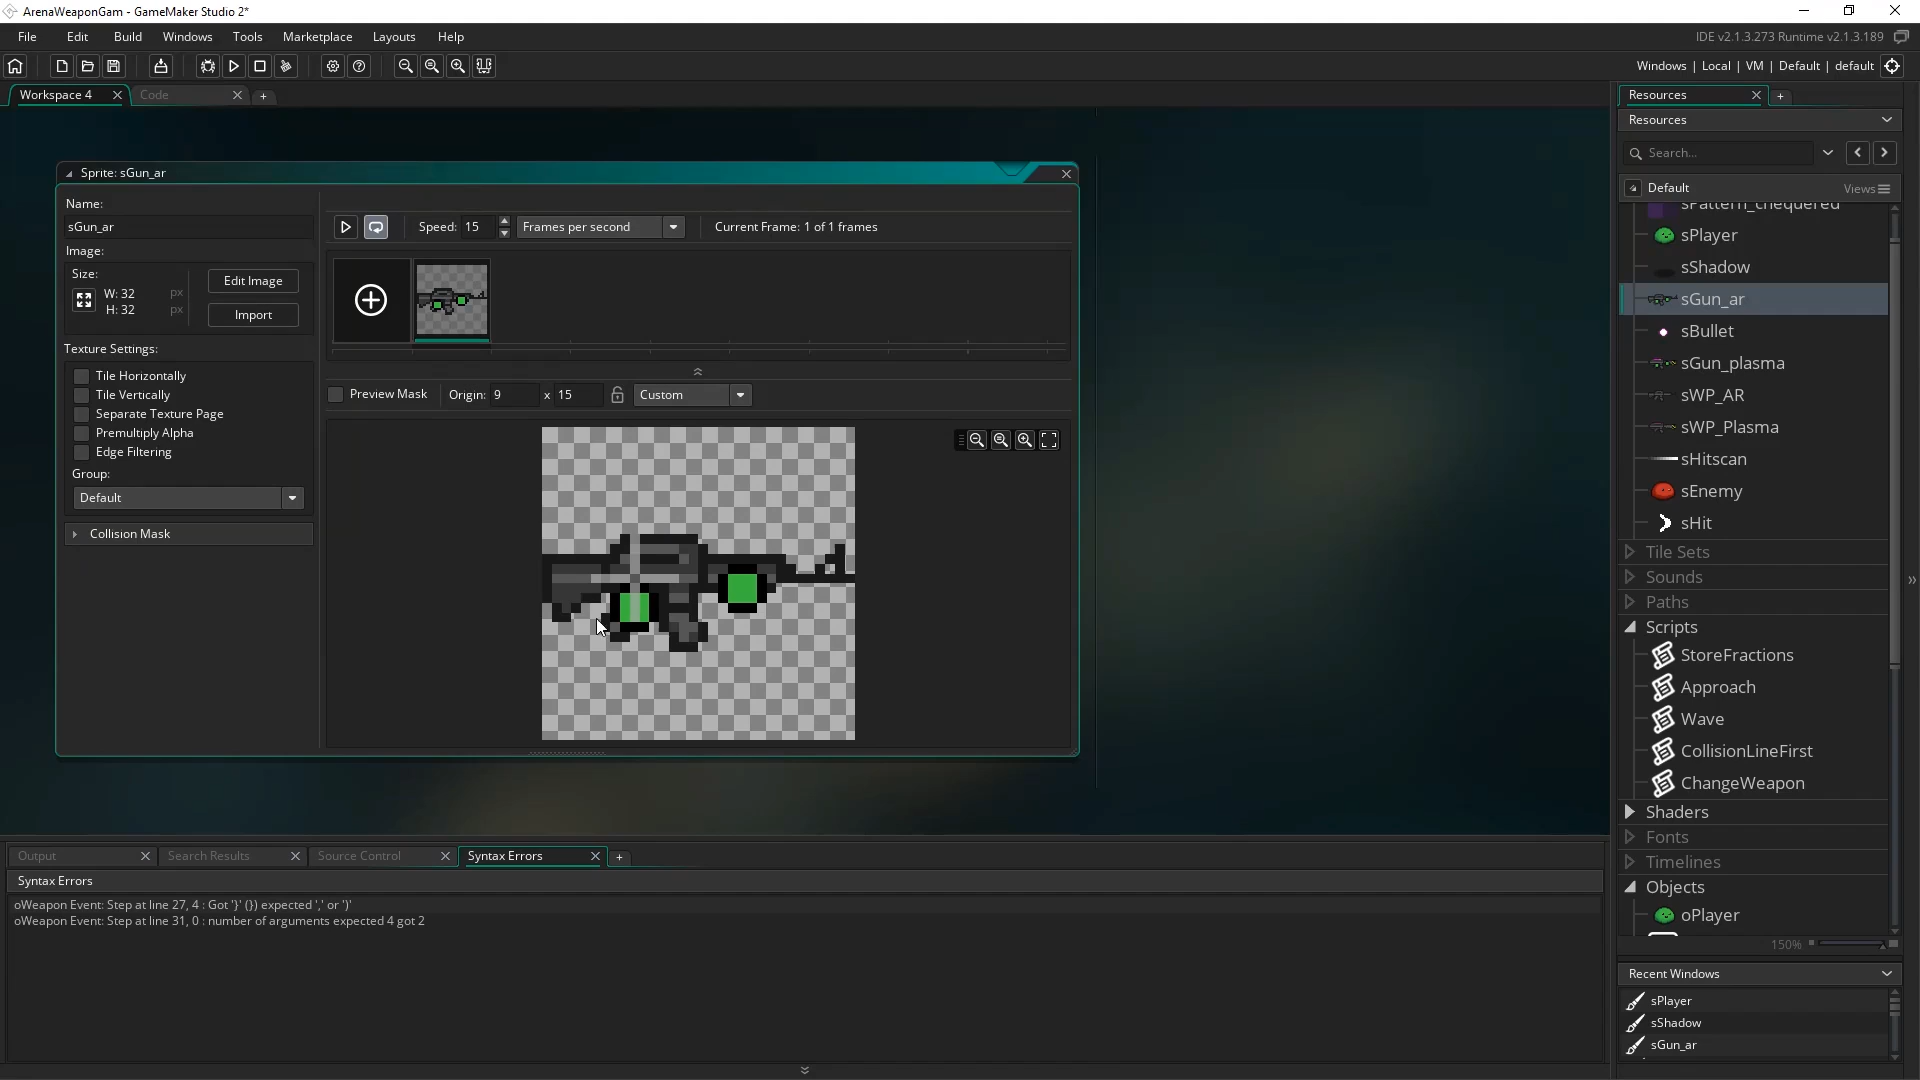 ArenaWeaponGam - GameMaker Studio 2*
File Edit Build Windows Tools Marketplace Layouts Help
IDE v2.1.3.273 Runtime v2.1.3.189
Windows | Local | VM | Default | default
Workspace 4
Code
Resources
Resources
Search...
Default
Views
sPattern_chequered
sPlayer
sShadow
sGun_ar
sBullet
sGun_plasma
sWP_AR
sWP_Plasma
sHitscan
sEnemy
sHit
Tile Sets
Sounds
Paths
Scripts
StoreFractions
Approach
Wave
CollisionLineFirst
ChangeWeapon
Shaders
Fonts
Timelines
Objects
oPlayer
150%
Recent Windows
sPlayer
sShadow
sGun_ar
Sprite: sGun_ar
Name:
sGun_ar
Image:
Size:
W: 32 px
H: 32 px
Edit Image
Import
Texture Settings:
Tile Horizontally
Tile Vertically
Separate Texture Page
Premultiply Alpha
Edge Filtering
Group:
Default
Collision Mask
Speed: 15 Frames per second Current Frame: 1 of 1 frames
Preview Mask Origin: 9 x 15 Custom
Output
Search Results
Source Control
Syntax Errors
Syntax Errors
oWeapon Event: Step at line 27, 4 : Got '}' (}) expected ',' or ')'
oWeapon Event: Step at line 31, 0 : number of arguments expected 4 got 2